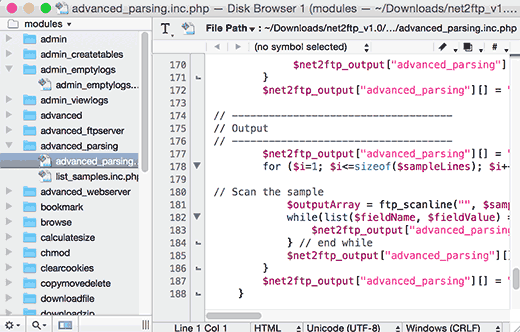 advanced_parsing.inc.php — Disk Browser 1 (modules — ~/Downloads/net2ftp_v1....
modules
File Path : ~/Downloads/net2ftp_v1.0/.../advanced_parsing.inc.php
(no symbol selected)
admin
admin_createtables
admin_emptylogs
admin_emptylogs...
admin_viewlogs
advanced
advanced_ftpserver
advanced_parsing
advanced_parsing.
list_samples.inc.php
advanced_webserver
bookmark
browse
calculatesize
chmod
clearcookies
copymovedelete
downloadfile
downloadzip
170 $net2ftp_output["advanced_parsing"]
171 }
172 $net2ftp_output["advanced_parsing"][] = "
173
174 // -------------------------------------
175 // Output
176 // -------------------------------------
177 $net2ftp_output["advanced_parsing"][] = "
178 for ($i=1; $i<=sizeof($sampleLines); $i+
179
180 // Scan the sample
181 $outputArray = ftp_scanline("", $samp
182 while(list($fieldName, $fieldValue) =
183 $net2ftp_output["advanced_parsing
184 } // end while
185 $net2ftp_output["advanced_parsing"][]
186 }
187 $net2ftp_output["advanced_parsing"][] = "
188 }
Line 1 Col 1 HTML Unicode (UTF-8) Windows (CRLF)